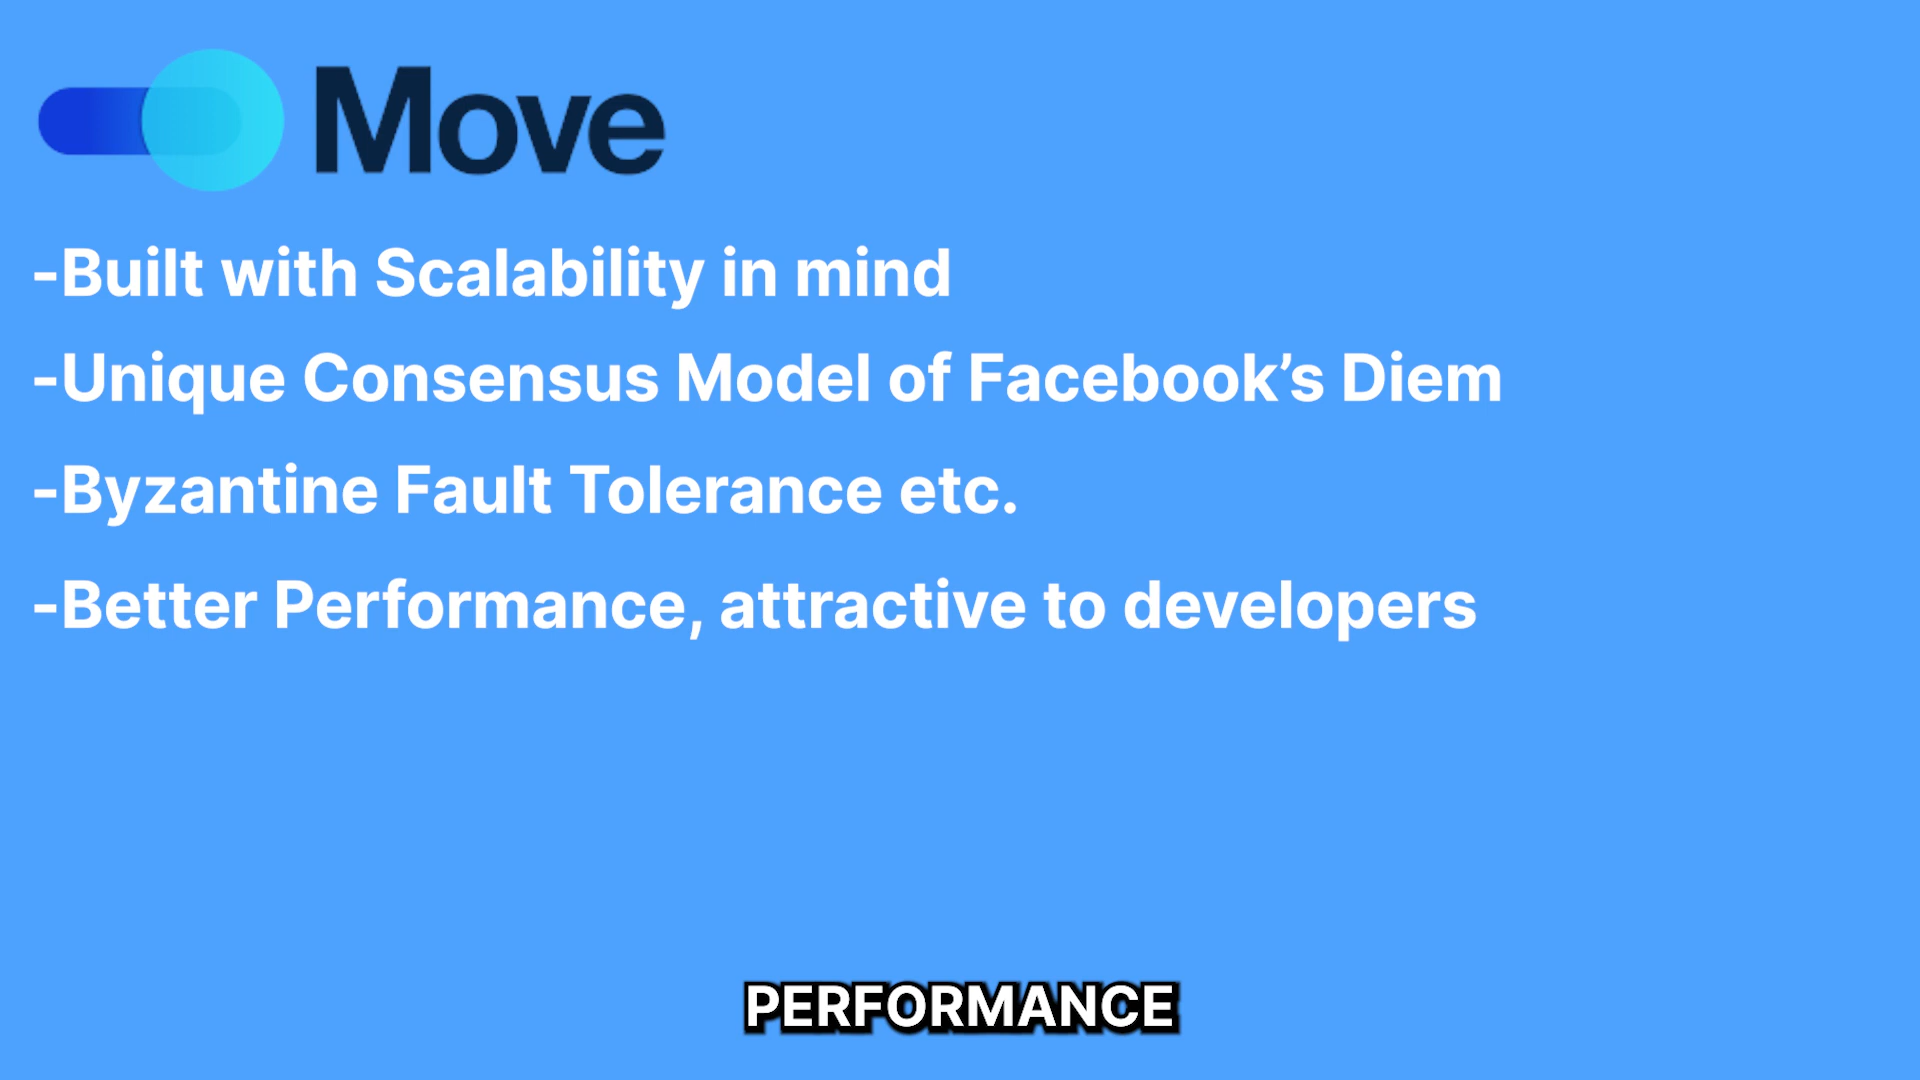 Move
-Built with Scalability in mind
-Unique Consensus Model of Facebook’s Diem
-Byzantine Fault Tolerance etc.
-Better Performance, attractive to developers
PERFORMANCE